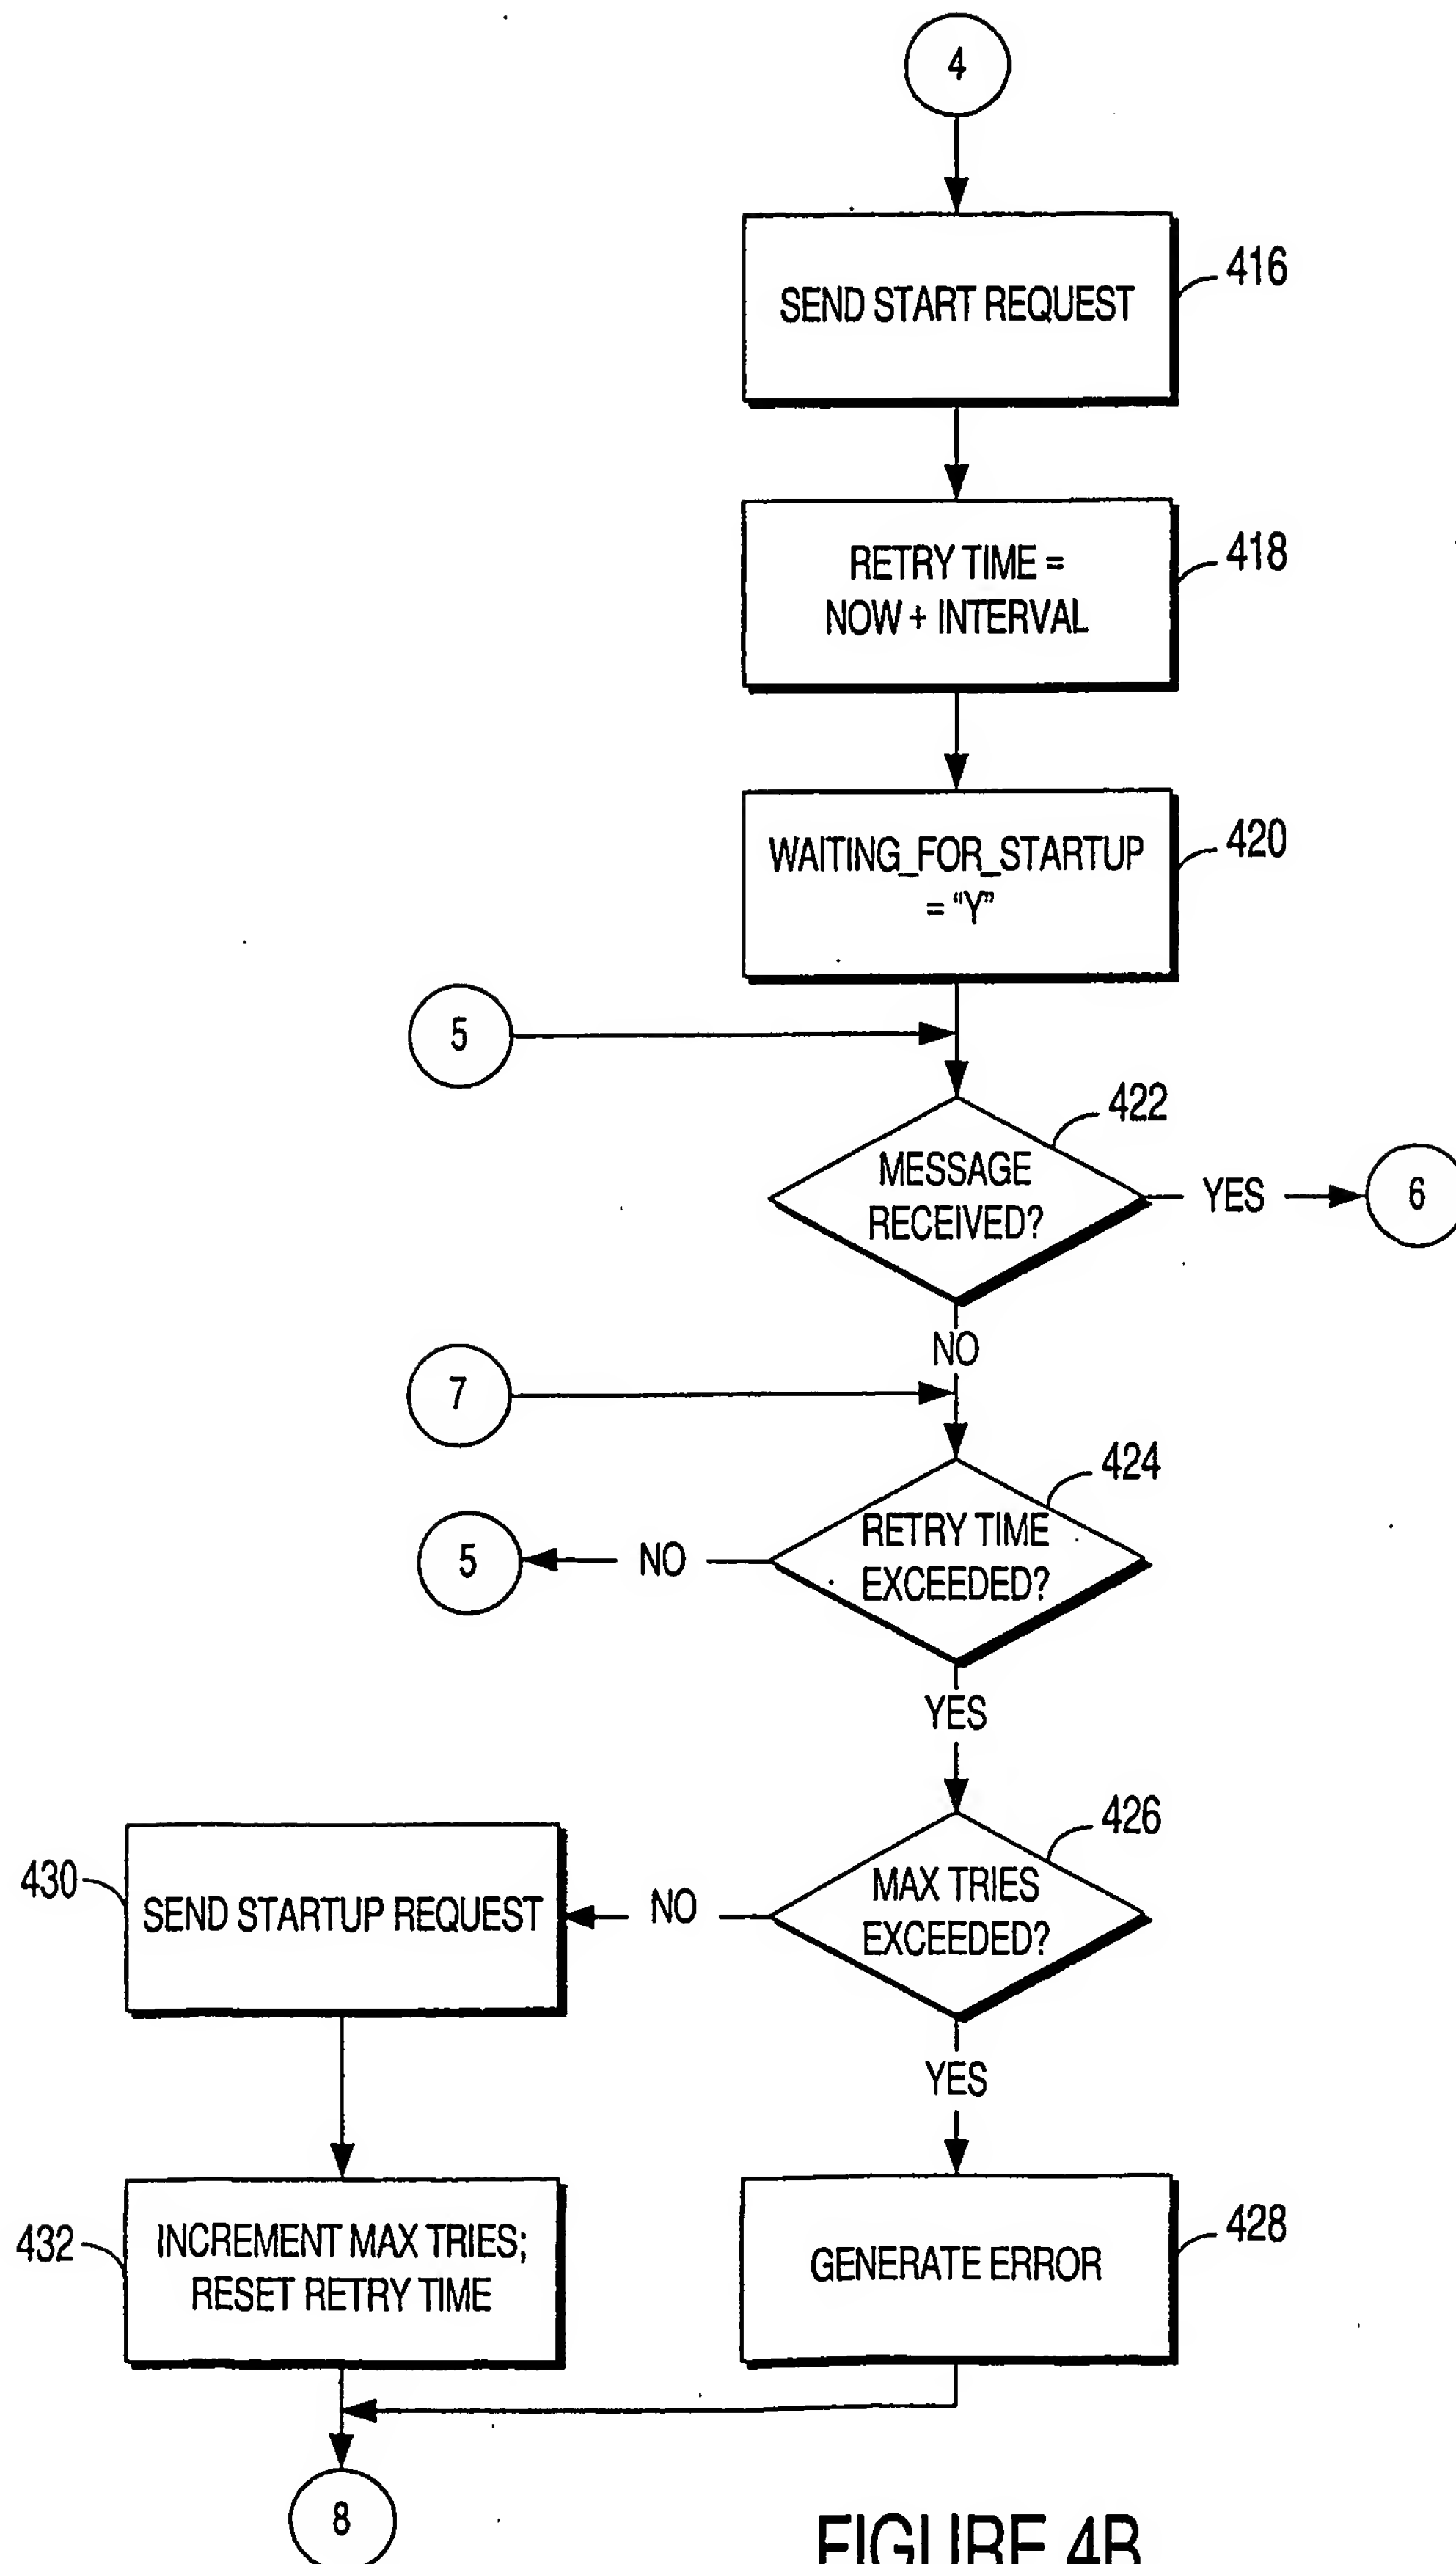 4
SEND START REQUEST
416
RETRY TIME =
NOW + INTERVAL
418
WAITING_FOR_STARTUP
= “Y”
420
5
422
MESSAGE
RECEIVED?
YES
6
NO
7
424
RETRY TIME
EXCEEDED?
NO
5
YES
426
MAX TRIES
EXCEEDED?
NO
430
SEND STARTUP REQUEST
YES
432
INCREMENT MAX TRIES;
RESET RETRY TIME
GENERATE ERROR
428
8
FIGURE 4B